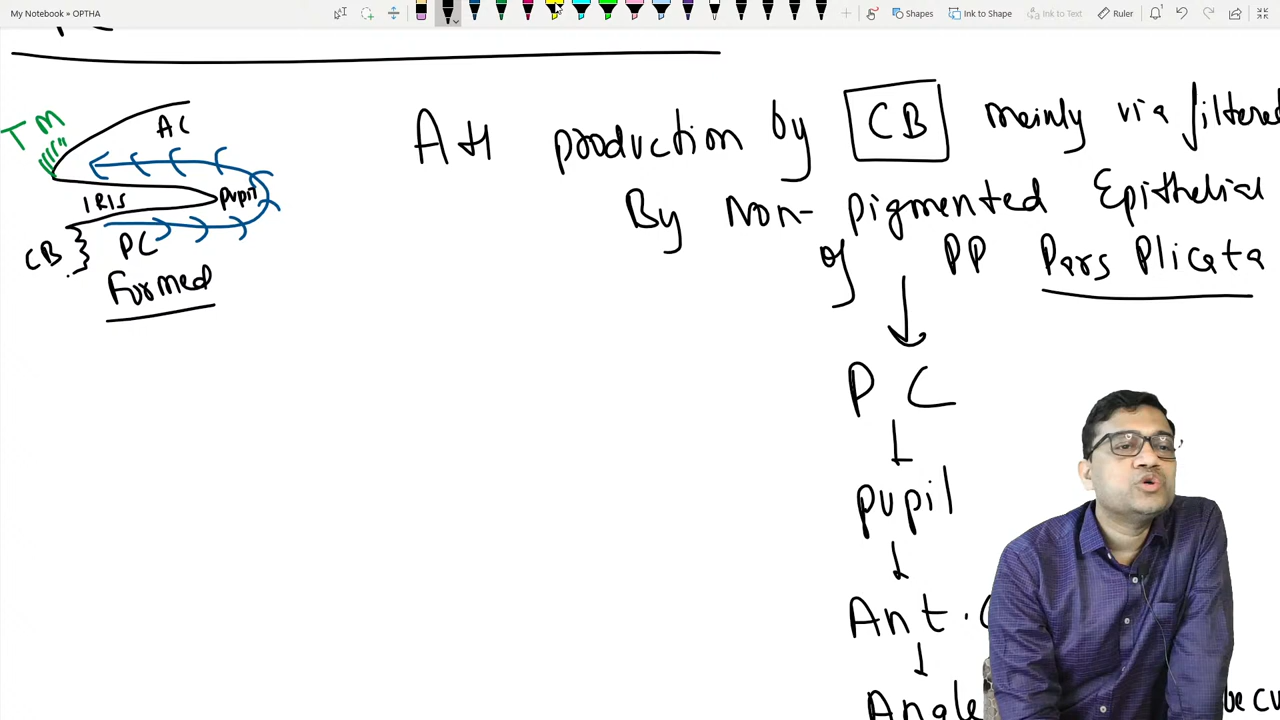 My Notebook » OPTHA
Shapes Ink to Shape Ink to Text Ruler
TM
AC
IRIS pupil
CB PC
Formed
AH production by CB mainly via filtered
By Non-pigmented Epithelial
of PP Pars Plicata
PC
pupil
Ant.
Angle